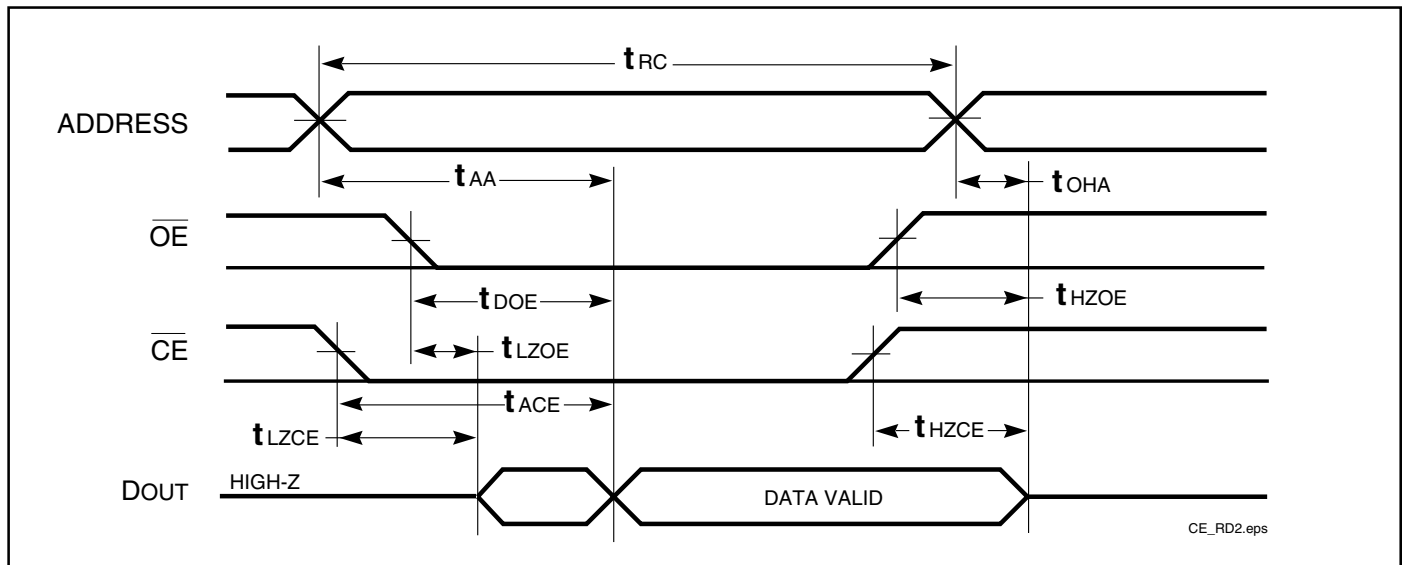 tRC
ADDRESS
tAA
tOHA
OE
tDOE
tHZOE
CE
tLZOE
tACE
tLZCE
tHZCE
DOUT
HIGH-Z
DATA VALID
CE_RD2.eps